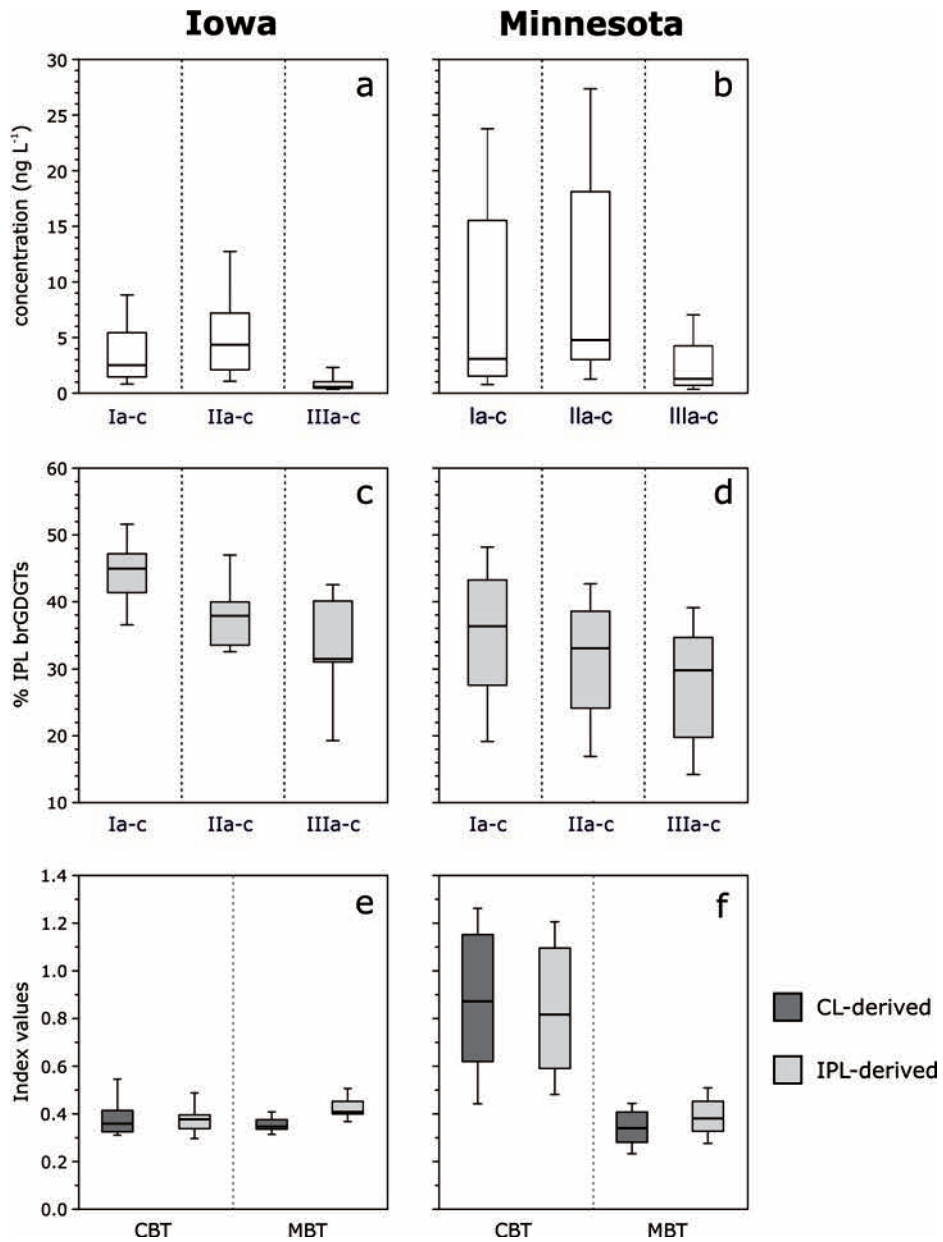 Iowa Minnesota
concentration (ng L⁻¹)
30
25
20
15
10
5
0
a
b
Ia-c IIa-c IIIa-c
Ia-c IIa-c IIIa-c
% IPL brGDGTs
60
50
40
30
20
10
c
d
Ia-c IIa-c IIIa-c
Ia-c IIa-c IIIa-c
Index values
1.4
1.2
1.0
0.8
0.6
0.4
0.2
0.0
e
f
CL-derived
IPL-derived
CBT MBT
CBT MBT